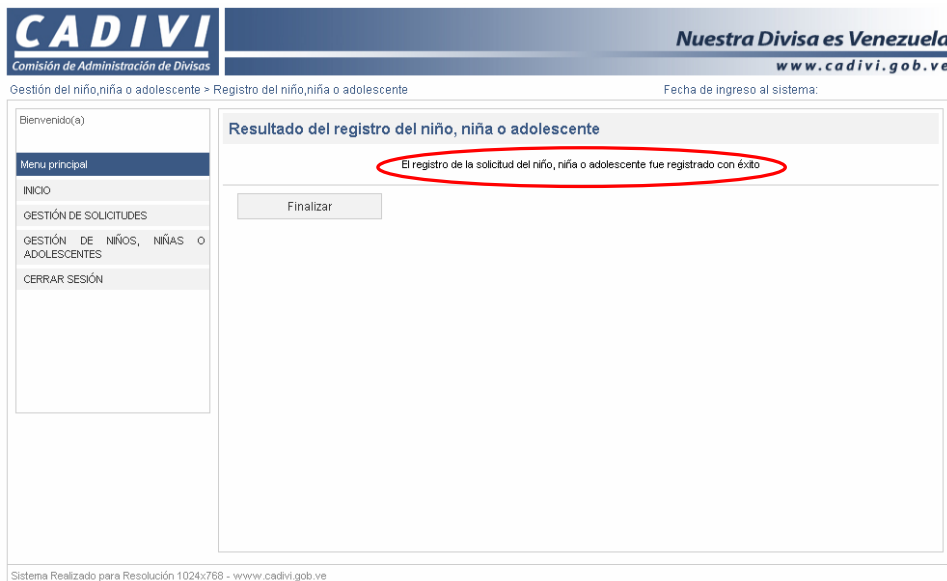 CADIVI
Comisión de Administración de Divisas
Nuestra Divisa es Venezuela
www.cadivi.gob.ve
Gestión del niño,niña o adolescente > Registro del niño,niña o adolescente
Fecha de ingreso al sistema:
Bienvenido(a)
Menu principal
INICIO
GESTIÓN DE SOLICITUDES
GESTIÓN DE NIÑOS, NIÑAS O
ADOLESCENTES
CERRAR SESIÓN
Resultado del registro del niño, niña o adolescente
El registro de la solicitud del niño, niña o adolescente fue registrado con éxito
Finalizar
Sistema Realizado para Resolución 1024x768 - www.cadivi.gob.ve